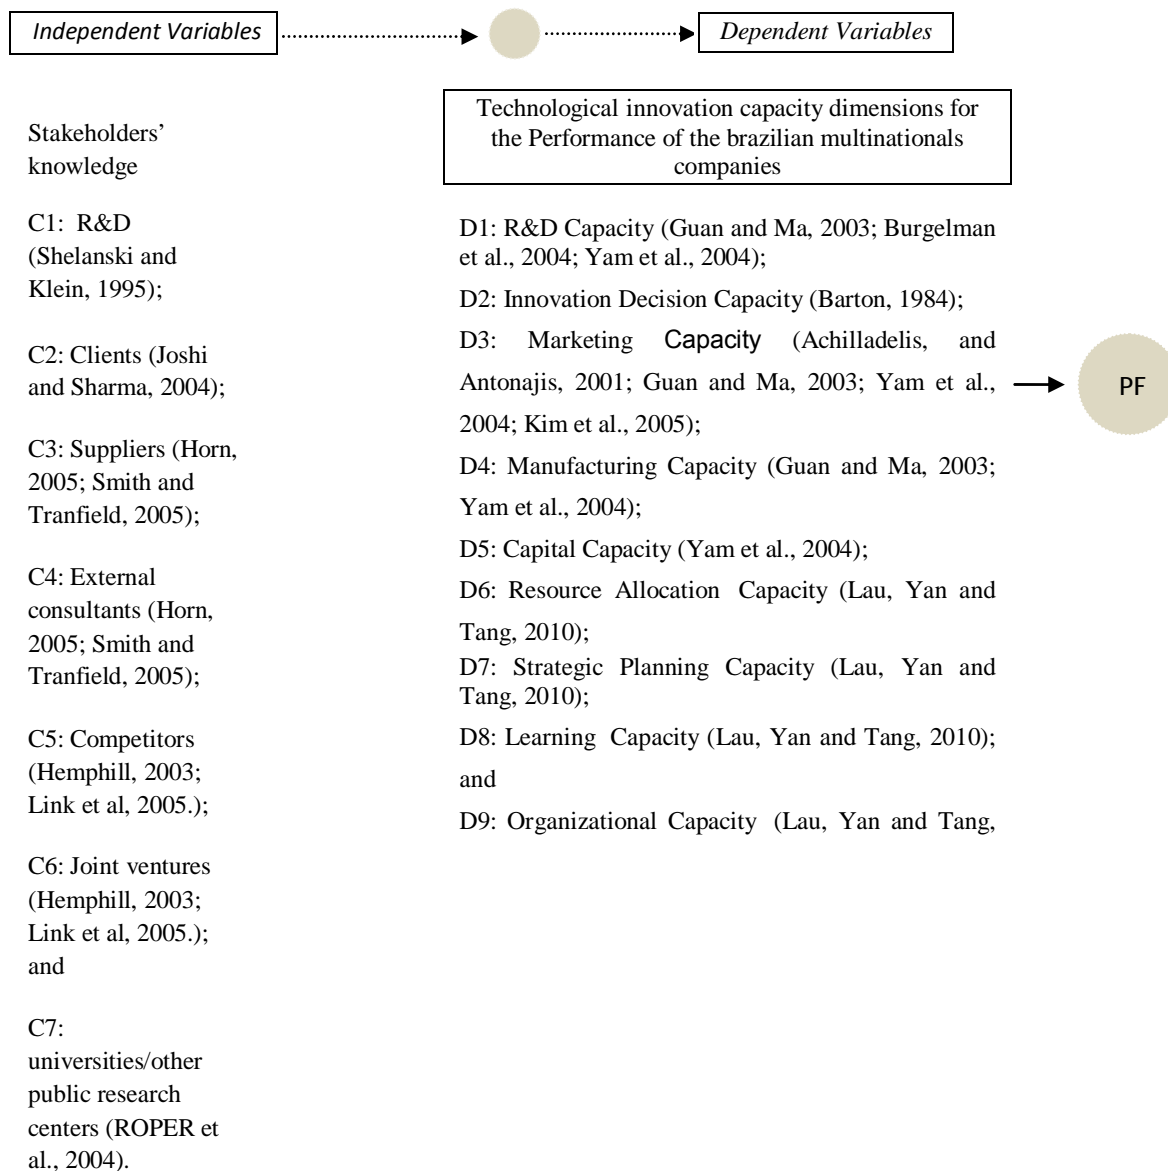 Independent Variables
Dependent Variables
Stakeholders’
knowledge
C1: R&D
(Shelanski and
Klein, 1995);
C2: Clients (Joshi
and Sharma, 2004);
C3: Suppliers (Horn,
2005; Smith and
Tranfield, 2005);
C4: External
consultants (Horn,
2005; Smith and
Tranfield, 2005);
C5: Competitors
(Hemphill, 2003;
Link et al, 2005.);
C6: Joint ventures
(Hemphill, 2003;
Link et al, 2005.);
and
C7:
universities/other
public research
centers (ROPER et
al., 2004).
Technological innovation capacity dimensions for
the Performance of the brazilian multinationals
companies
D1: R&D Capacity (Guan and Ma, 2003; Burgelman
et al., 2004; Yam et al., 2004);
D2: Innovation Decision Capacity (Barton, 1984);
D3: Marketing Capacity (Achilladelis, and
Antonajis, 2001; Guan and Ma, 2003; Yam et al.,
2004; Kim et al., 2005);
D4: Manufacturing Capacity (Guan and Ma, 2003;
Yam et al., 2004);
D5: Capital Capacity (Yam et al., 2004);
D6: Resource Allocation Capacity (Lau, Yan and
Tang, 2010);
D7: Strategic Planning Capacity (Lau, Yan and
Tang, 2010);
D8: Learning Capacity (Lau, Yan and Tang, 2010);
and
D9: Organizational Capacity (Lau, Yan and Tang,
PF